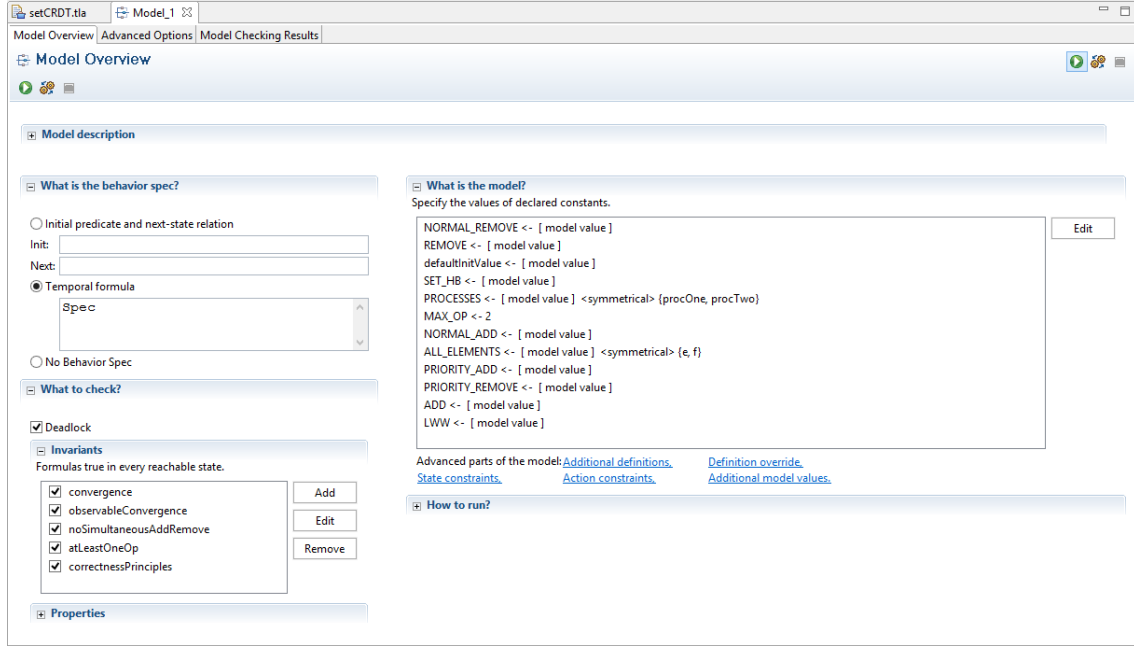 setCRDT.tla
Model_1
Model Overview
Advanced Options
Model Checking Results
Model Overview
Model description
What is the behavior spec?
Initial predicate and next-state relation
Init:
Next:
Temporal formula
Spec
No Behavior Spec
What to check?
Deadlock
Invariants
Formulas true in every reachable state.
convergence
observableConvergence
noSimultaneousAddRemove
atLeastOneOp
correctnessPrinciples
Add
Edit
Remove
Properties
What is the model?
Specify the values of declared constants.
NORMAL_REMOVE <- [ model value ]
REMOVE <- [ model value ]
defaultInitValue <- [ model value ]
SET_HB <- [ model value ]
PROCESSES <- [ model value ] <symmetrical> {procOne, procTwo}
MAX_OP <- 2
NORMAL_ADD <- [ model value ]
ALL_ELEMENTS <- [ model value ] <symmetrical> {e, f}
PRIORITY_ADD <- [ model value ]
PRIORITY_REMOVE <- [ model value ]
ADD <- [ model value ]
LWW <- [ model value ]
Edit
Advanced parts of the model: Additional definitions, Definition override,
State constraints, Action constraints, Additional model values.
How to run?